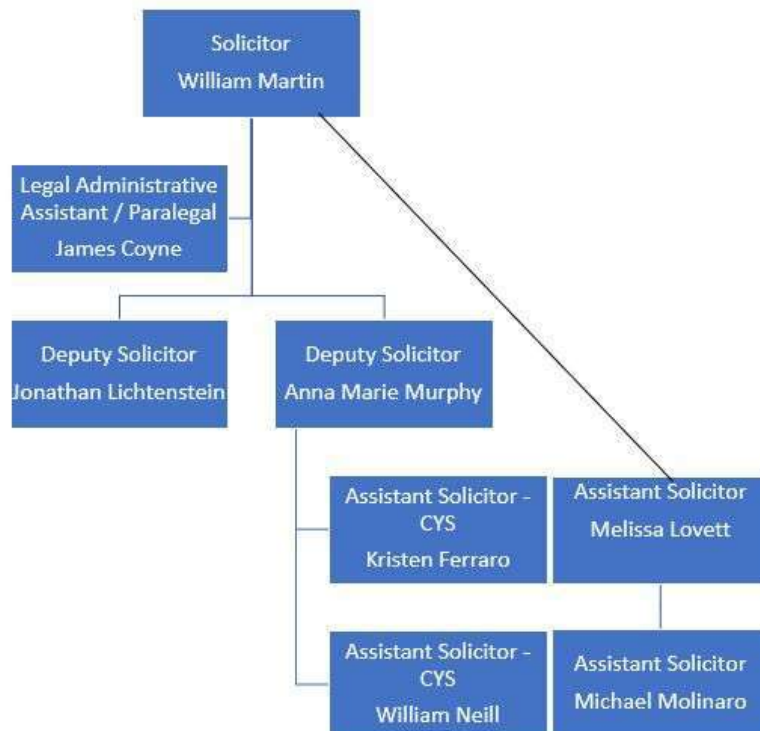 Solicitor
William Martin
Legal Administrative
Assistant / Paralegal
James Coyne
Deputy Solicitor
Jonathan Lichtenstein
Deputy Solicitor
Anna Marie Murphy
Assistant Solicitor -
CYS
Kristen Ferraro
Assistant Solicitor
Melissa Lovett
Assistant Solicitor -
CYS
William Neill
Assistant Solicitor
Michael Molinaro